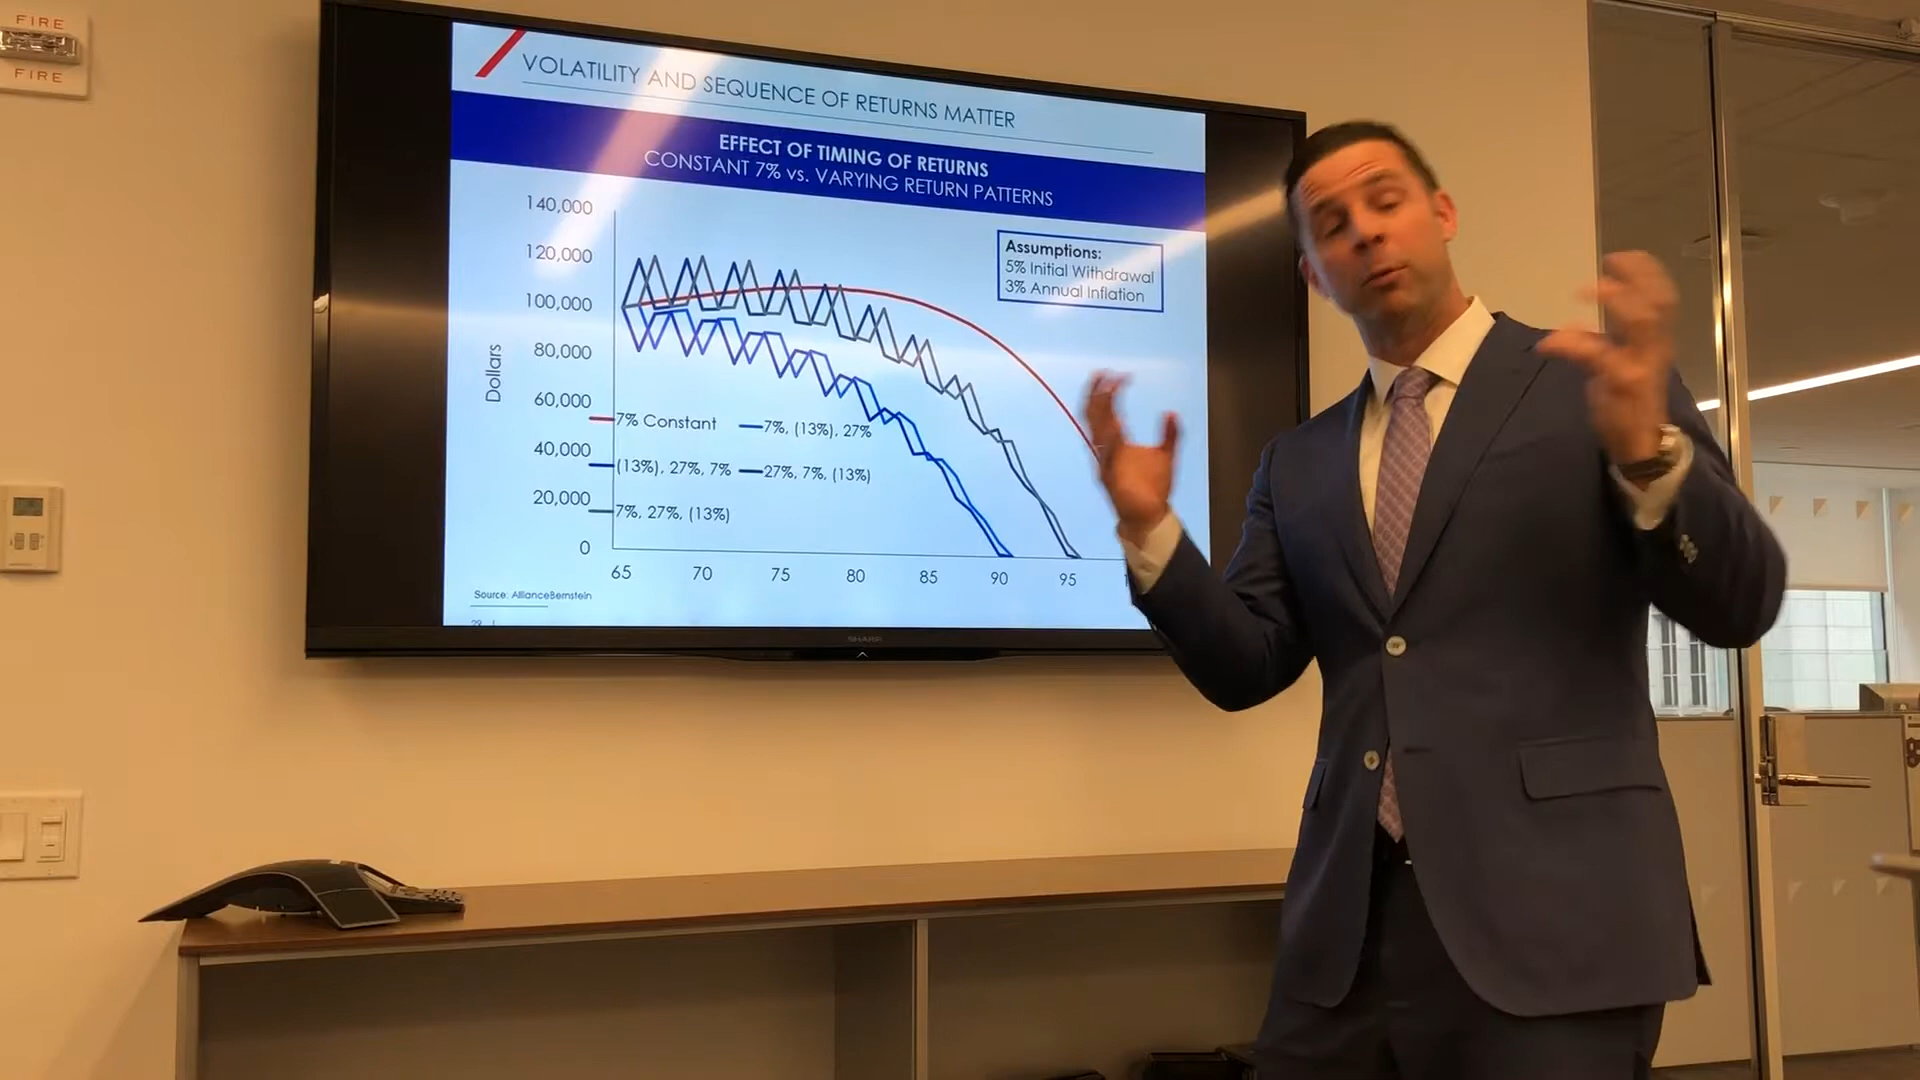 FIRE
FIRE
VOLATILITY AND SEQUENCE OF RETURNS MATTER
EFFECT OF TIMING OF RETURNS
CONSTANT 7% vs. VARYING RETURN PATTERNS
140,000
120,000
100,000
80,000
60,000
40,000
20,000
0
Dollars
Assumptions:
5% Initial Withdrawal
3% Annual Inflation
7% Constant
7%, (13%), 27%
(13%), 27%, 7%
27%, 7%, (13%)
7%, 27%, (13%)
65 70 75 80 85 90 95
Source: AllianceBernstein
SHARP